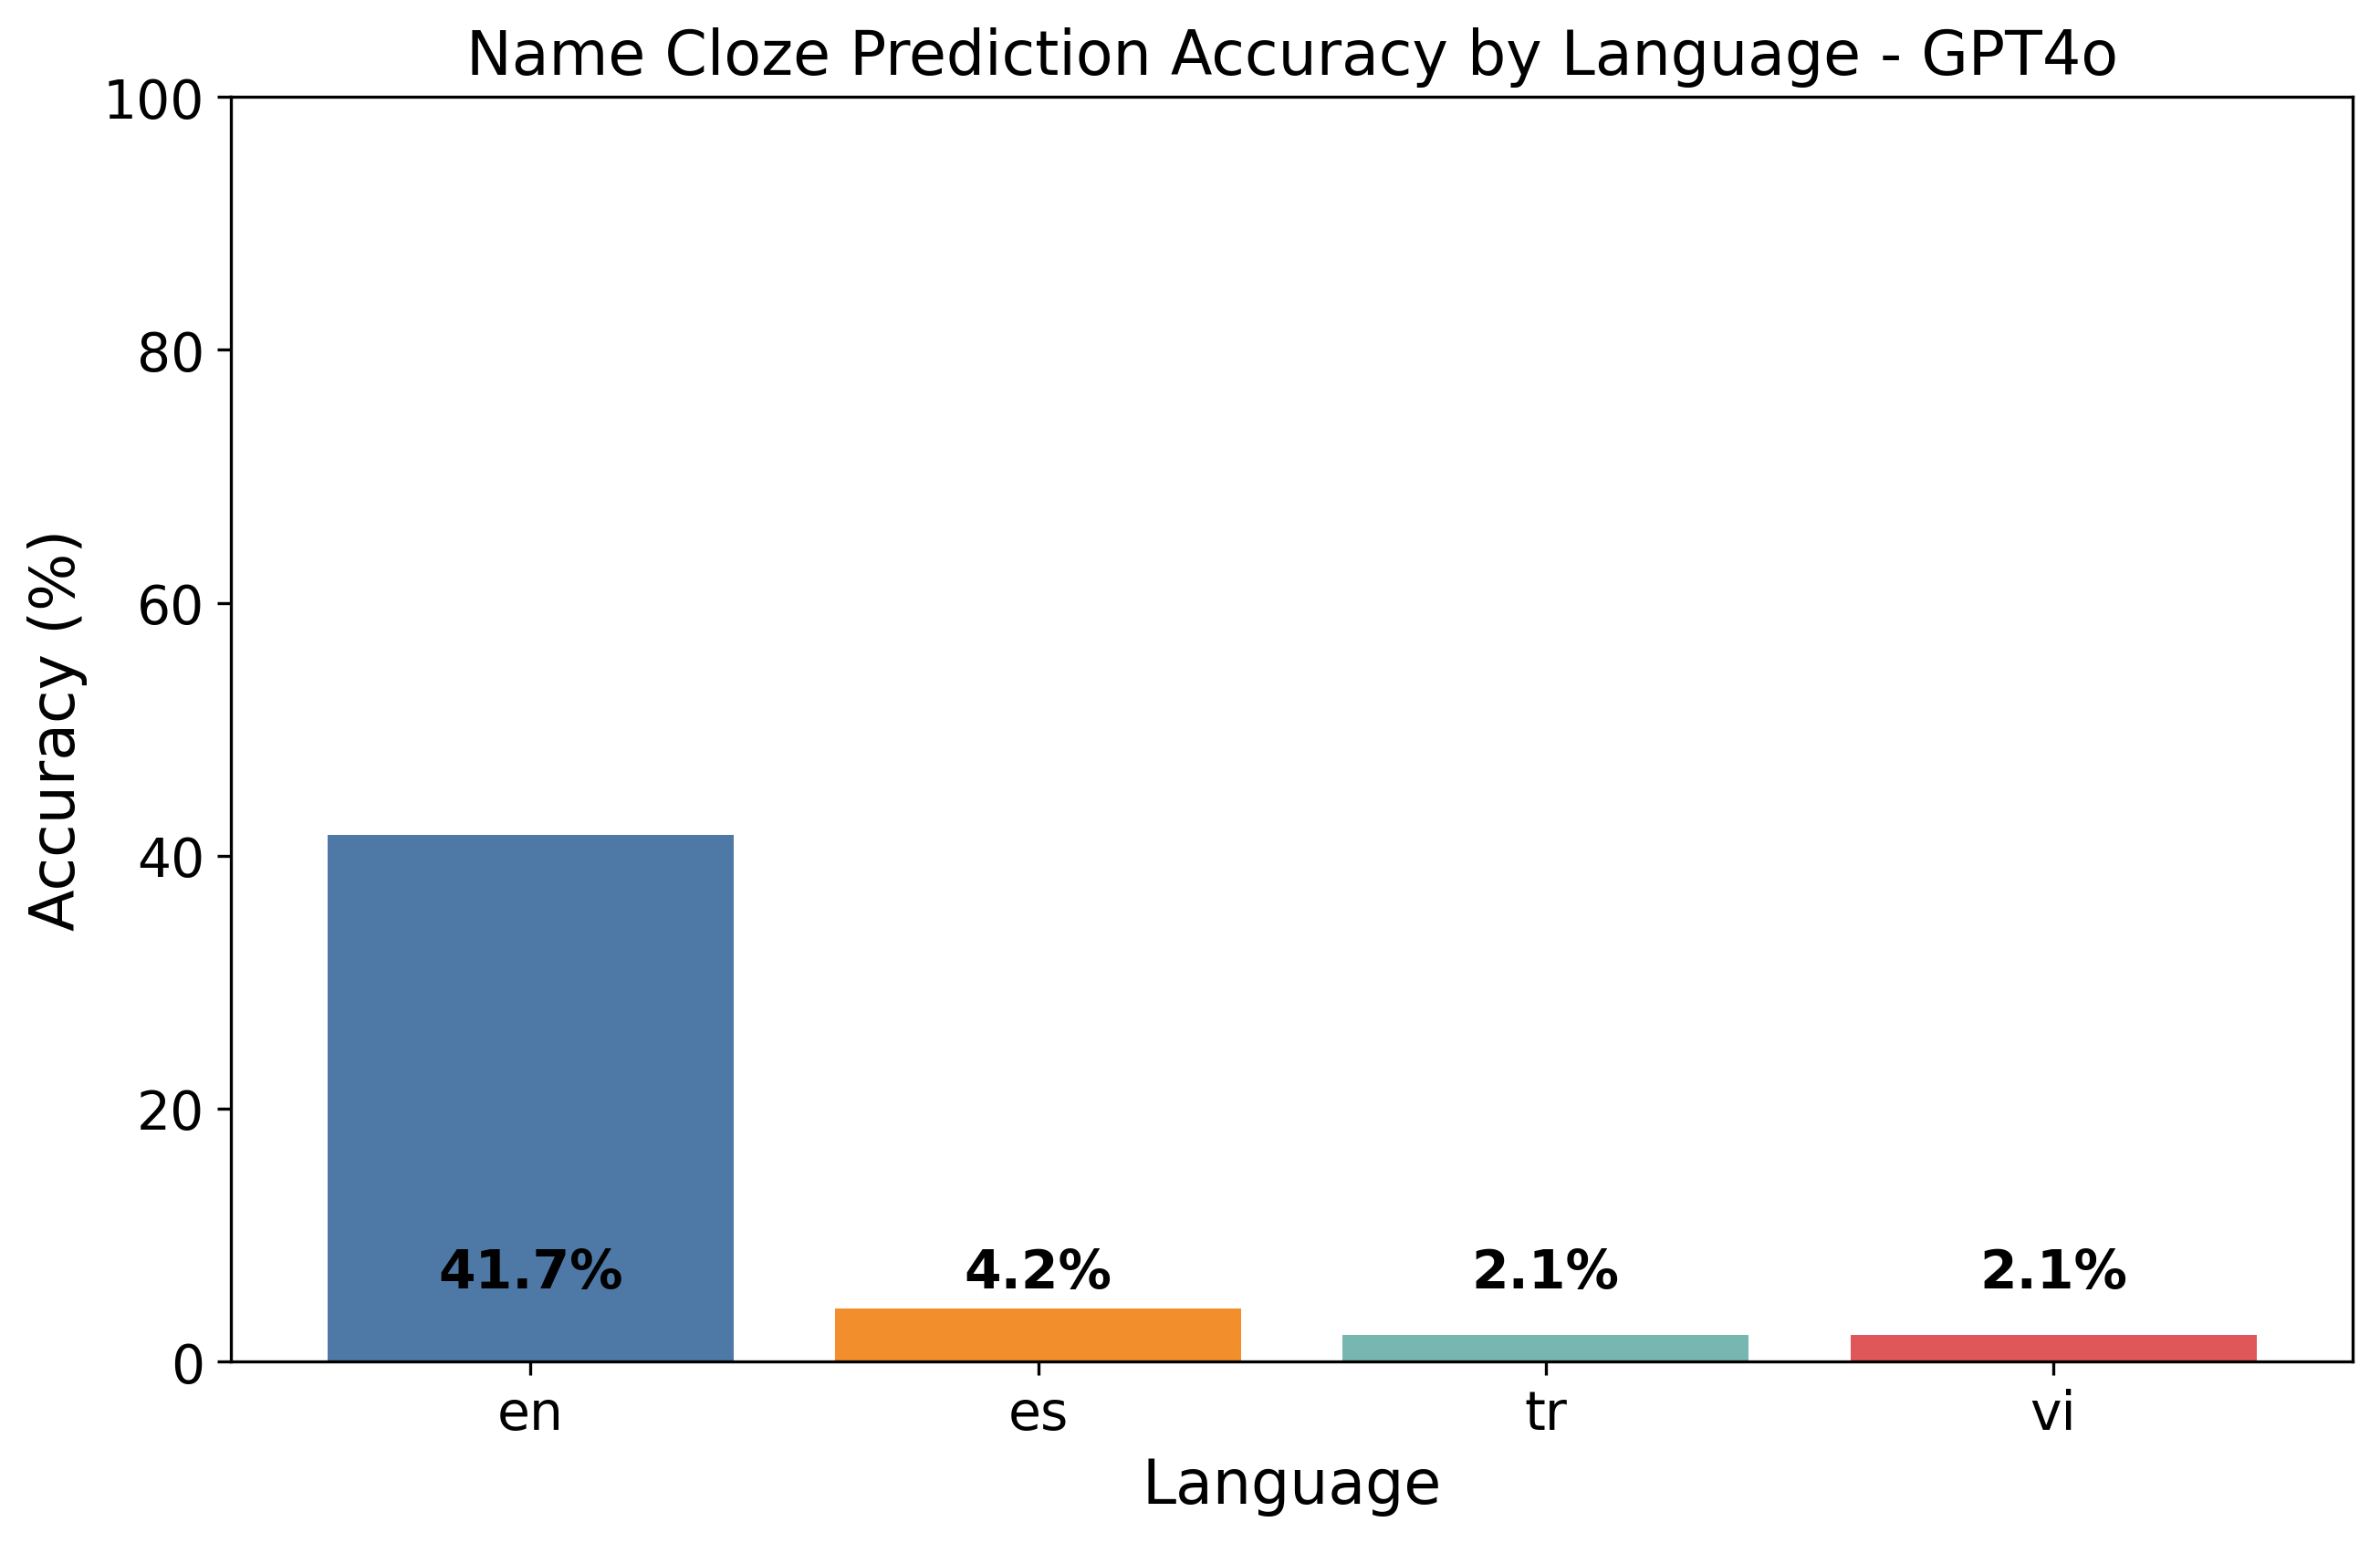 Name Cloze Prediction Accuracy by Language - GPT4o
Accuracy (%)
100
80
60
40
20
0
41.7%
4.2%
2.1%
2.1%
en
es
tr
vi
Language